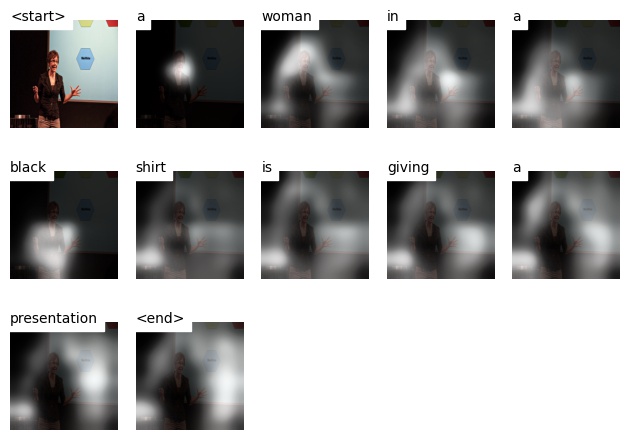 <start> a woman in a
black shirt is giving a
presentation <end>